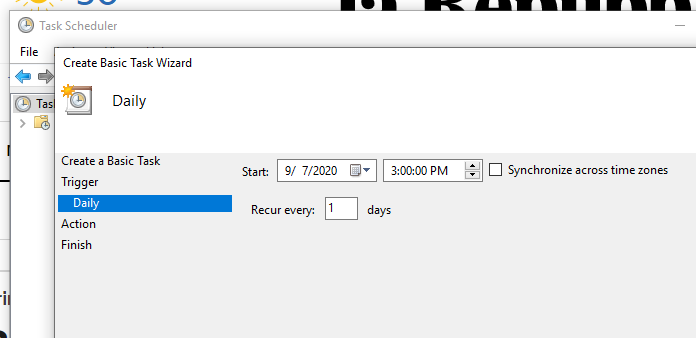 Task Scheduler
File
Create Basic Task Wizard
Daily
Tas
Create a Basic Task
Start: 9/ 7/2020 3:00:00 PM Synchronize across time zones
Trigger
Daily
Recur every: 1 days
Action
Finish